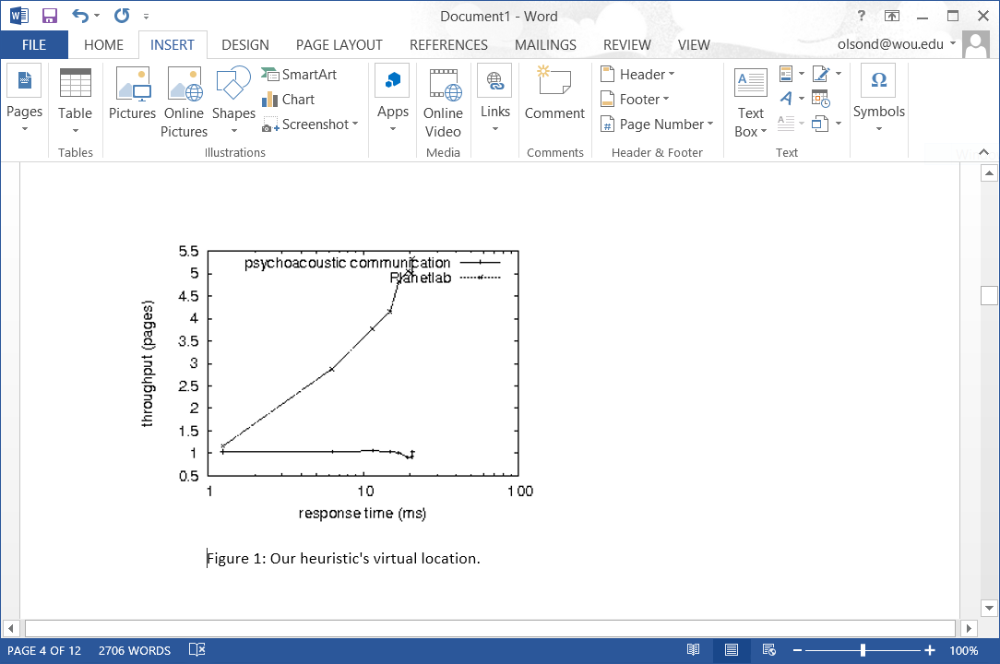 Document1 - Word
?
FILE HOME INSERT DESIGN PAGE LAYOUT REFERENCES MAILINGS REVIEW VIEW olsond@wou.edu
Pages
Table
Pictures
Online
Pictures
Shapes
SmartArt
Chart
Screenshot
Apps
Online
Video
Links
Comment
Header
Footer
Page Number
Text
Box
Symbols
Tables
Illustrations
Media
Comments
Header & Footer
Text
5.5
5
4.5
4
3.5
3
2.5
2
1.5
1
0.5
throughput (pages)
psychoacoustic communication
Planetlab
1 10 100
response time (ms)
Figure 1: Our heuristic's virtual location.
PAGE 4 OF 12 2706 WORDS 100%